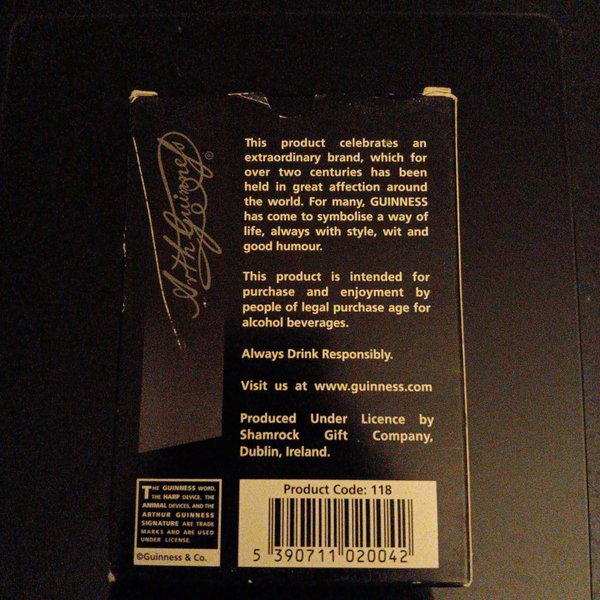 Arth Guinness®
This product celebrates an
extraordinary brand, which for
over two centuries has been
held in great affection around
the world. For many, GUINNESS
has come to symbolise a way of
life, always with style, wit and
good humour.
This product is intended for
purchase and enjoyment by
people of legal purchase age for
alcohol beverages.
Always Drink Responsibly.
Visit us at www.guinness.com
Produced Under Licence by
Shamrock Gift Company,
Dublin, Ireland.
THE GUINNESS WORD,
THE HARP DEVICE, THE
ANIMAL DEVICES, AND THE
ARTHUR GUINNESS
SIGNATURE ARE TRADE
MARKS AND ARE USED
UNDER LICENSE.
©Guinness & Co.
Product Code: 118
5 390711 020042